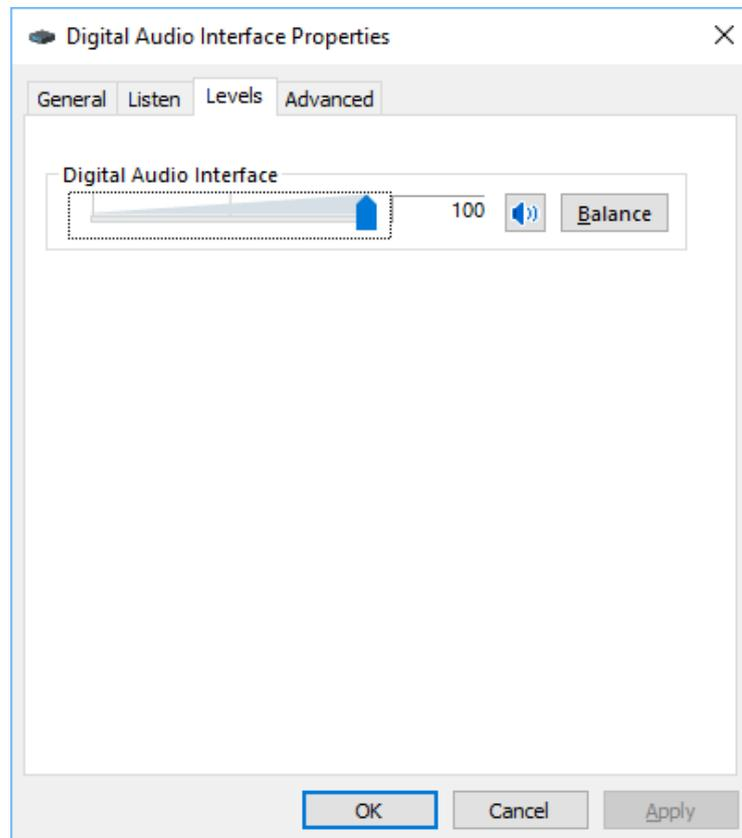 Digital Audio Interface Properties
General Listen Levels Advanced
Digital Audio Interface
100 Balance
OK Cancel Apply